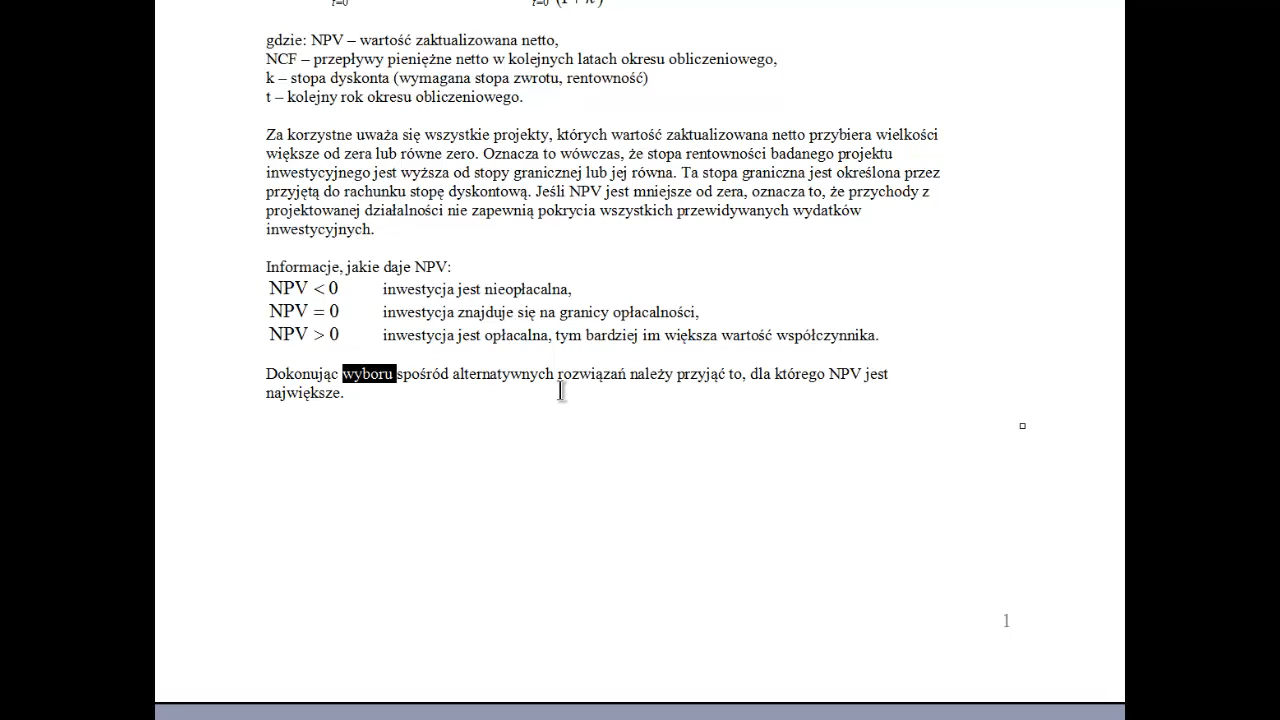 t=0 t=0 (1 + k)
gdzie: NPV – wartość zaktualizowana netto,
NCF – przepływy pieniężne netto w kolejnych latach okresu obliczeniowego,
k – stopa dyskonta (wymagana stopa zwrotu, rentowność)
t – kolejny rok okresu obliczeniowego.
Za korzystne uważa się wszystkie projekty, których wartość zaktualizowana netto przybiera wielkości
większe od zera lub równe zero. Oznacza to wówczas, że stopa rentowności badanego projektu
inwestycyjnego jest wyższa od stopy granicznej lub jej równa. Ta stopa graniczna jest określona przez
przyjętą do rachunku stopę dyskontową. Jeśli NPV jest mniejsze od zera, oznacza to, że przychody z
projektowanej działalności nie zapewnią pokrycia wszystkich przewidywanych wydatków
inwestycyjnych.
Informacje, jakie daje NPV:
NPV < 0 inwestycja jest nieopłacalna,
NPV = 0 inwestycja znajduje się na granicy opłacalności,
NPV > 0 inwestycja jest opłacalna, tym bardziej im większa wartość współczynnika.
Dokonując wyboru spośród alternatywnych rozwiązań należy przyjąć to, dla którego NPV jest
największe.
1